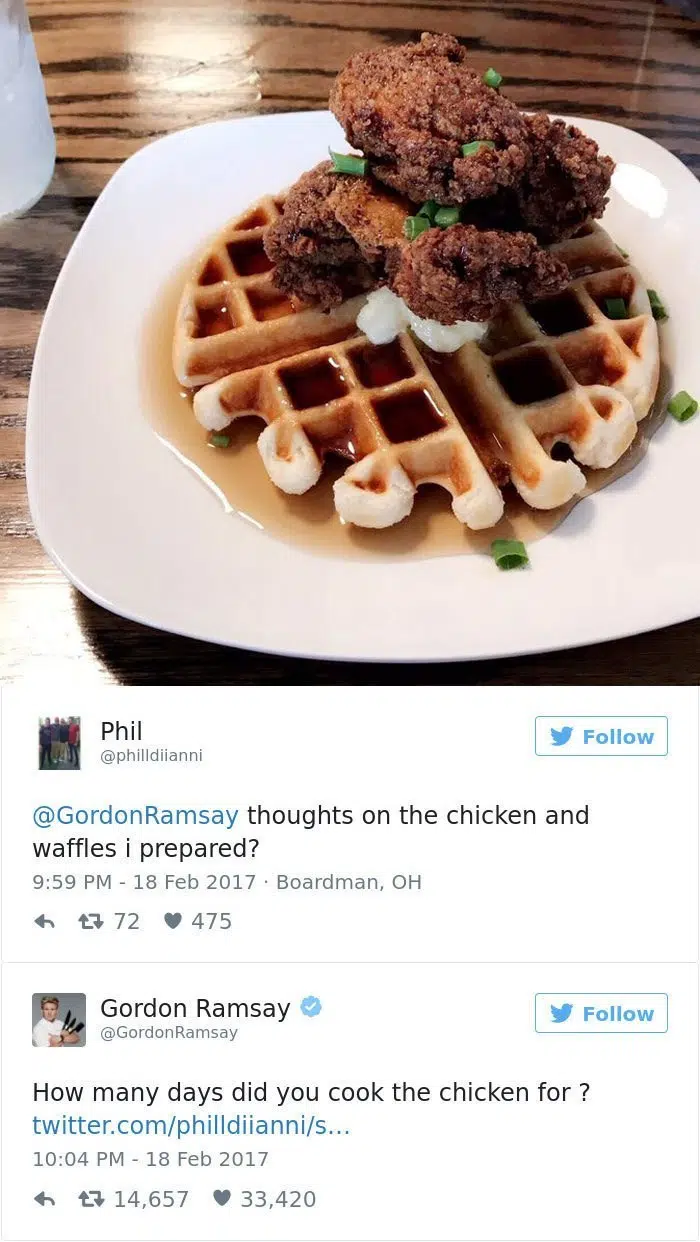 Phil
@philldiianni
Follow
@GordonRamsay thoughts on the chicken and
waffles i prepared?
9:59 PM - 18 Feb 2017 · Boardman, OH
72 475
Gordon Ramsay
@GordonRamsay
Follow
How many days did you cook the chicken for ?
twitter.com/philldiianni/s...
10:04 PM - 18 Feb 2017
14,657 33,420